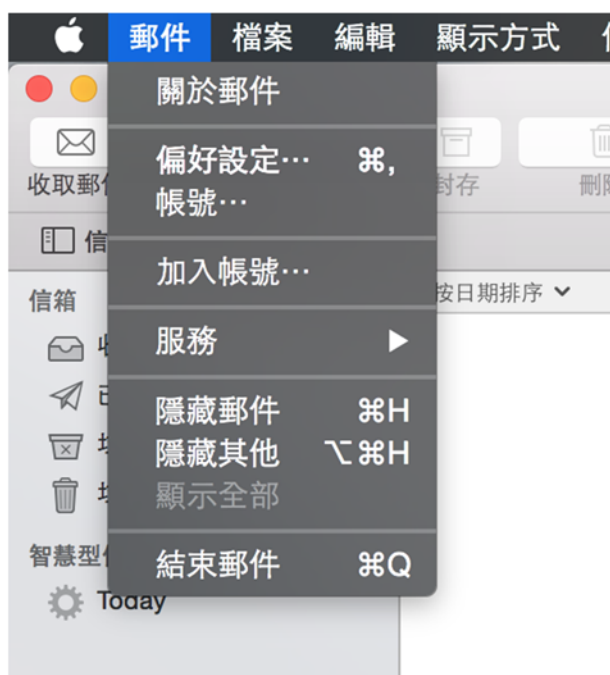 郵件 檔案 編輯 顯示方式
關於郵件
偏好設定⋯ ⌘,
帳號⋯
加入帳號⋯
服務 ▶
隱藏郵件 ⌘H
隱藏其他 ⌥⌘H
顯示全部
結束郵件 ⌘Q
收取郵
封存
刪
信
按日期排序
信箱
智慧型
Today